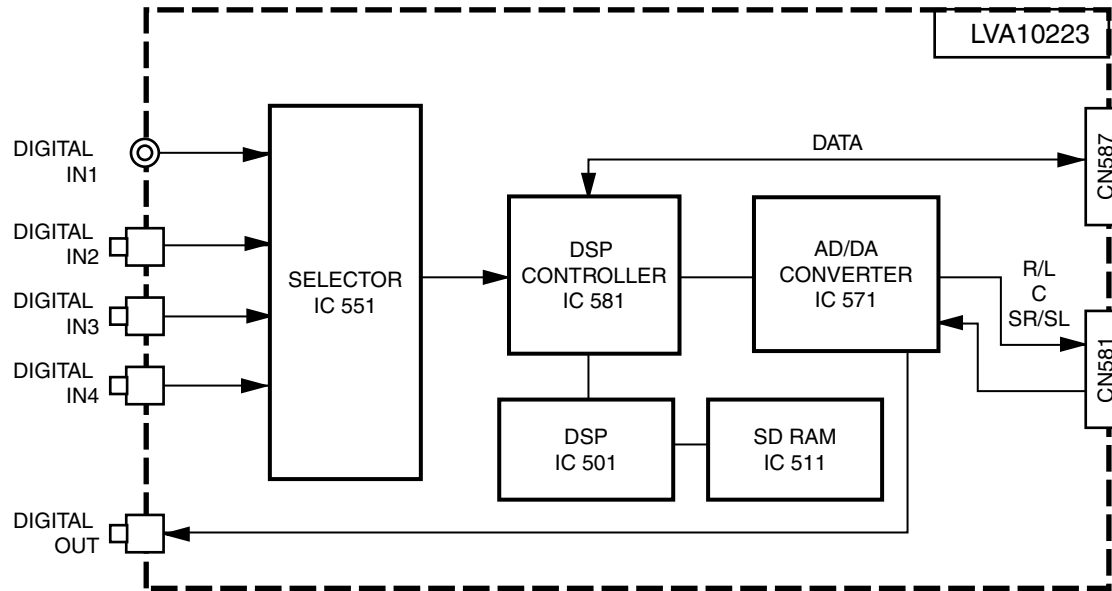 LVA10223
DIGITAL
IN1
DATA
CN587
DIGITAL
IN2
DIGITAL
IN3
DIGITAL
IN4
SELECTOR
IC 551
DSP
CONTROLLER
IC 581
AD/DA
CONVERTER
IC 571
R/L
C
SR/SL
CN581
DSP
IC 501
SD RAM
IC 511
DIGITAL
OUT